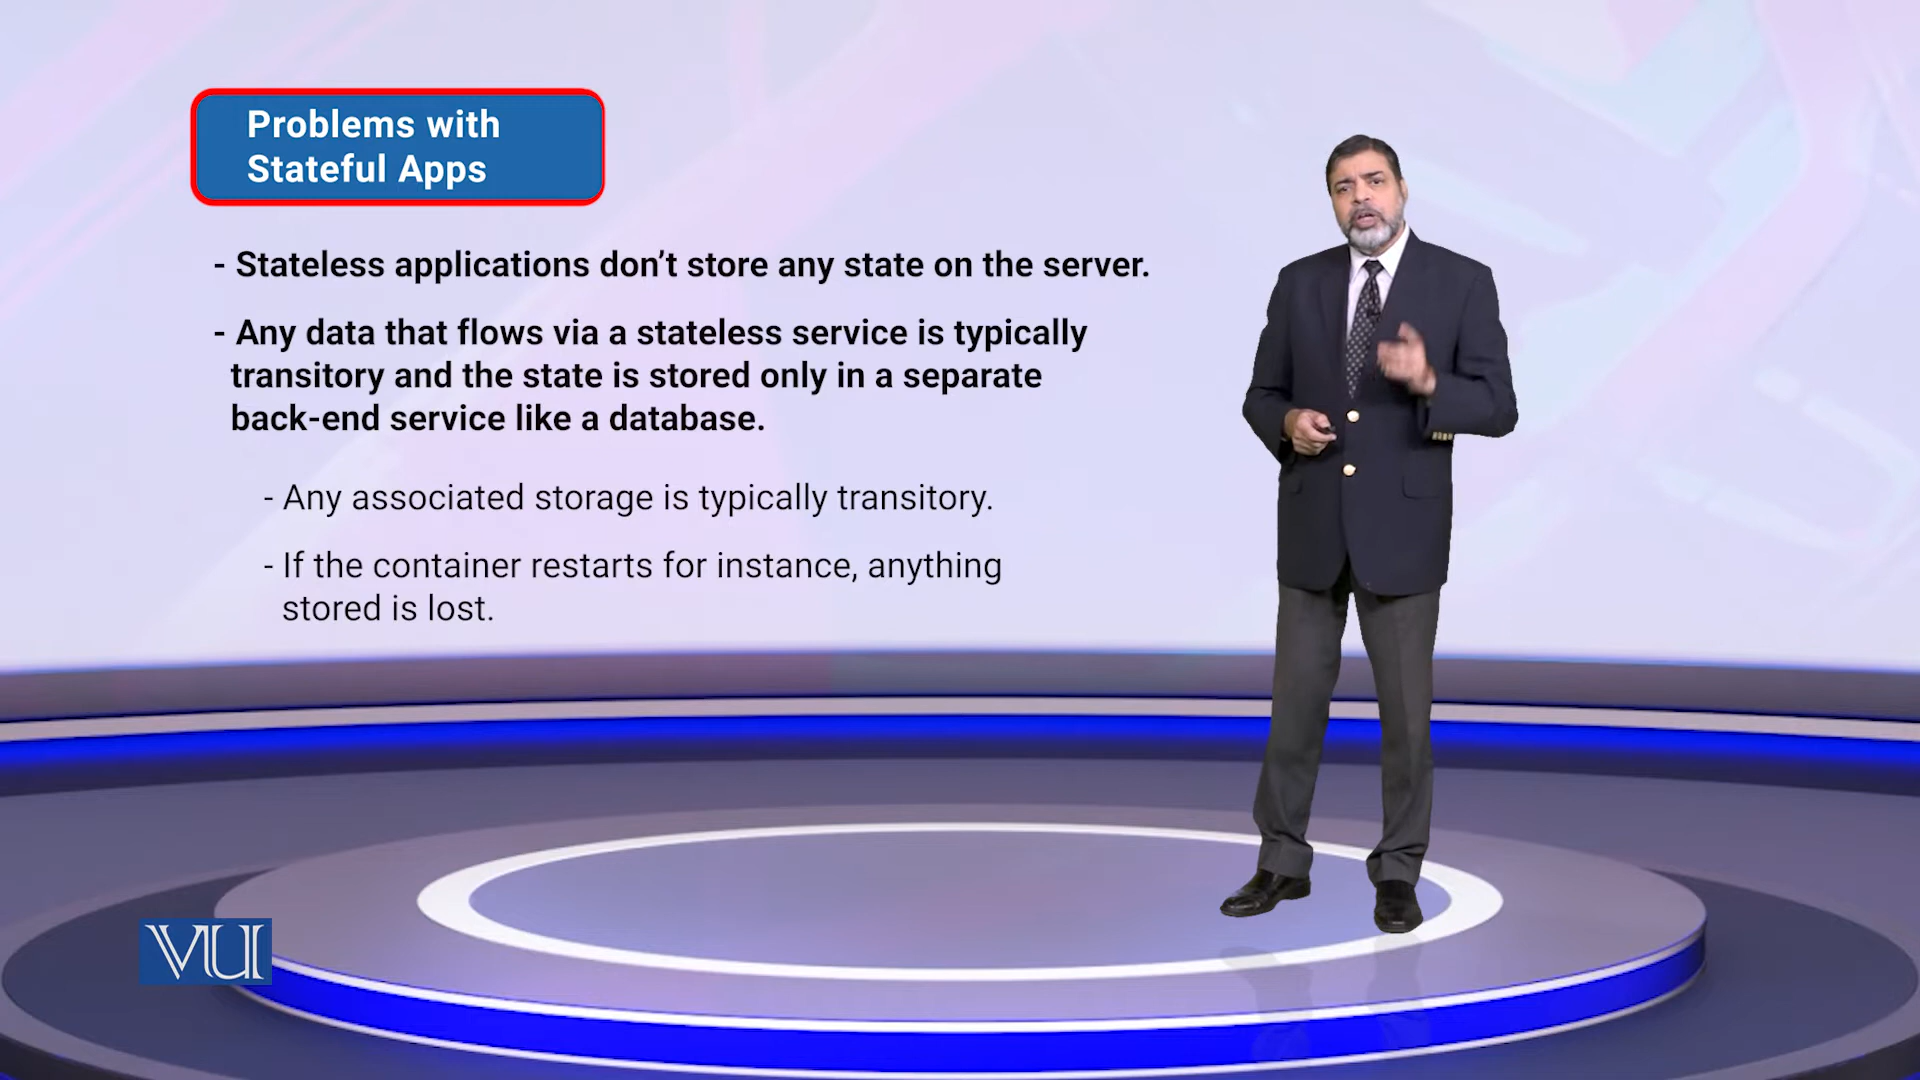 Problems with
Stateful Apps
- Stateless applications don’t store any state on the server.
- Any data that flows via a stateless service is typically
transitory and the state is stored only in a separate
back-end service like a database.
- Any associated storage is typically transitory.
- If the container restarts for instance, anything
stored is lost.
VU